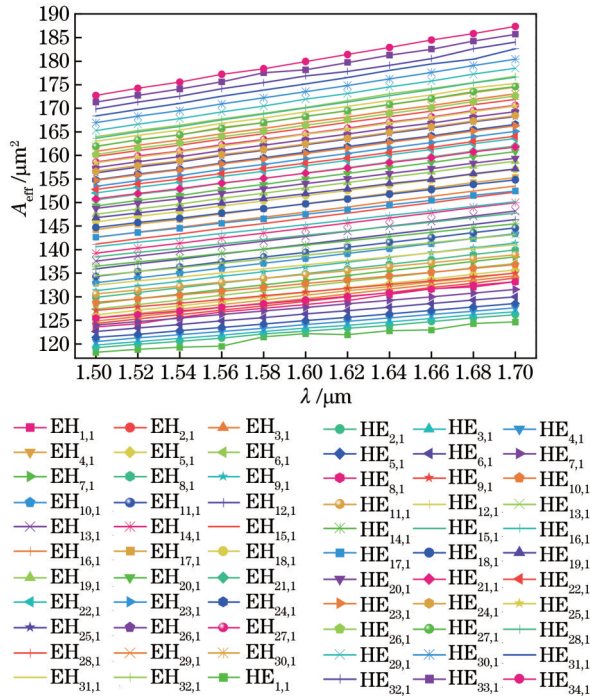 190
185
180
175
170
165
160
155
150
145
140
135
130
125
120
A_eff /μm²
1.50 1.52 1.54 1.56 1.58 1.60 1.62 1.64 1.66 1.68 1.70
λ /μm
EH1,1 EH2,1 EH3,1 HE2,1 HE3,1 HE4,1
EH4,1 EH5,1 EH6,1 HE5,1 HE6,1 HE7,1
EH7,1 EH8,1 EH9,1 HE8,1 HE9,1 HE10,1
EH10,1 EH11,1 EH12,1 HE11,1 HE12,1 HE13,1
EH13,1 EH14,1 EH15,1 HE14,1 HE15,1 HE16,1
EH16,1 EH17,1 EH18,1 HE17,1 HE18,1 HE19,1
EH19,1 EH20,1 EH21,1 HE20,1 HE21,1 HE22,1
EH22,1 EH23,1 EH24,1 HE23,1 HE24,1 HE25,1
EH25,1 EH26,1 EH27,1 HE26,1 HE27,1 HE28,1
EH28,1 EH29,1 EH30,1 HE29,1 HE30,1 HE31,1
EH31,1 EH32,1 HE1,1 HE32,1 HE33,1 HE34,1